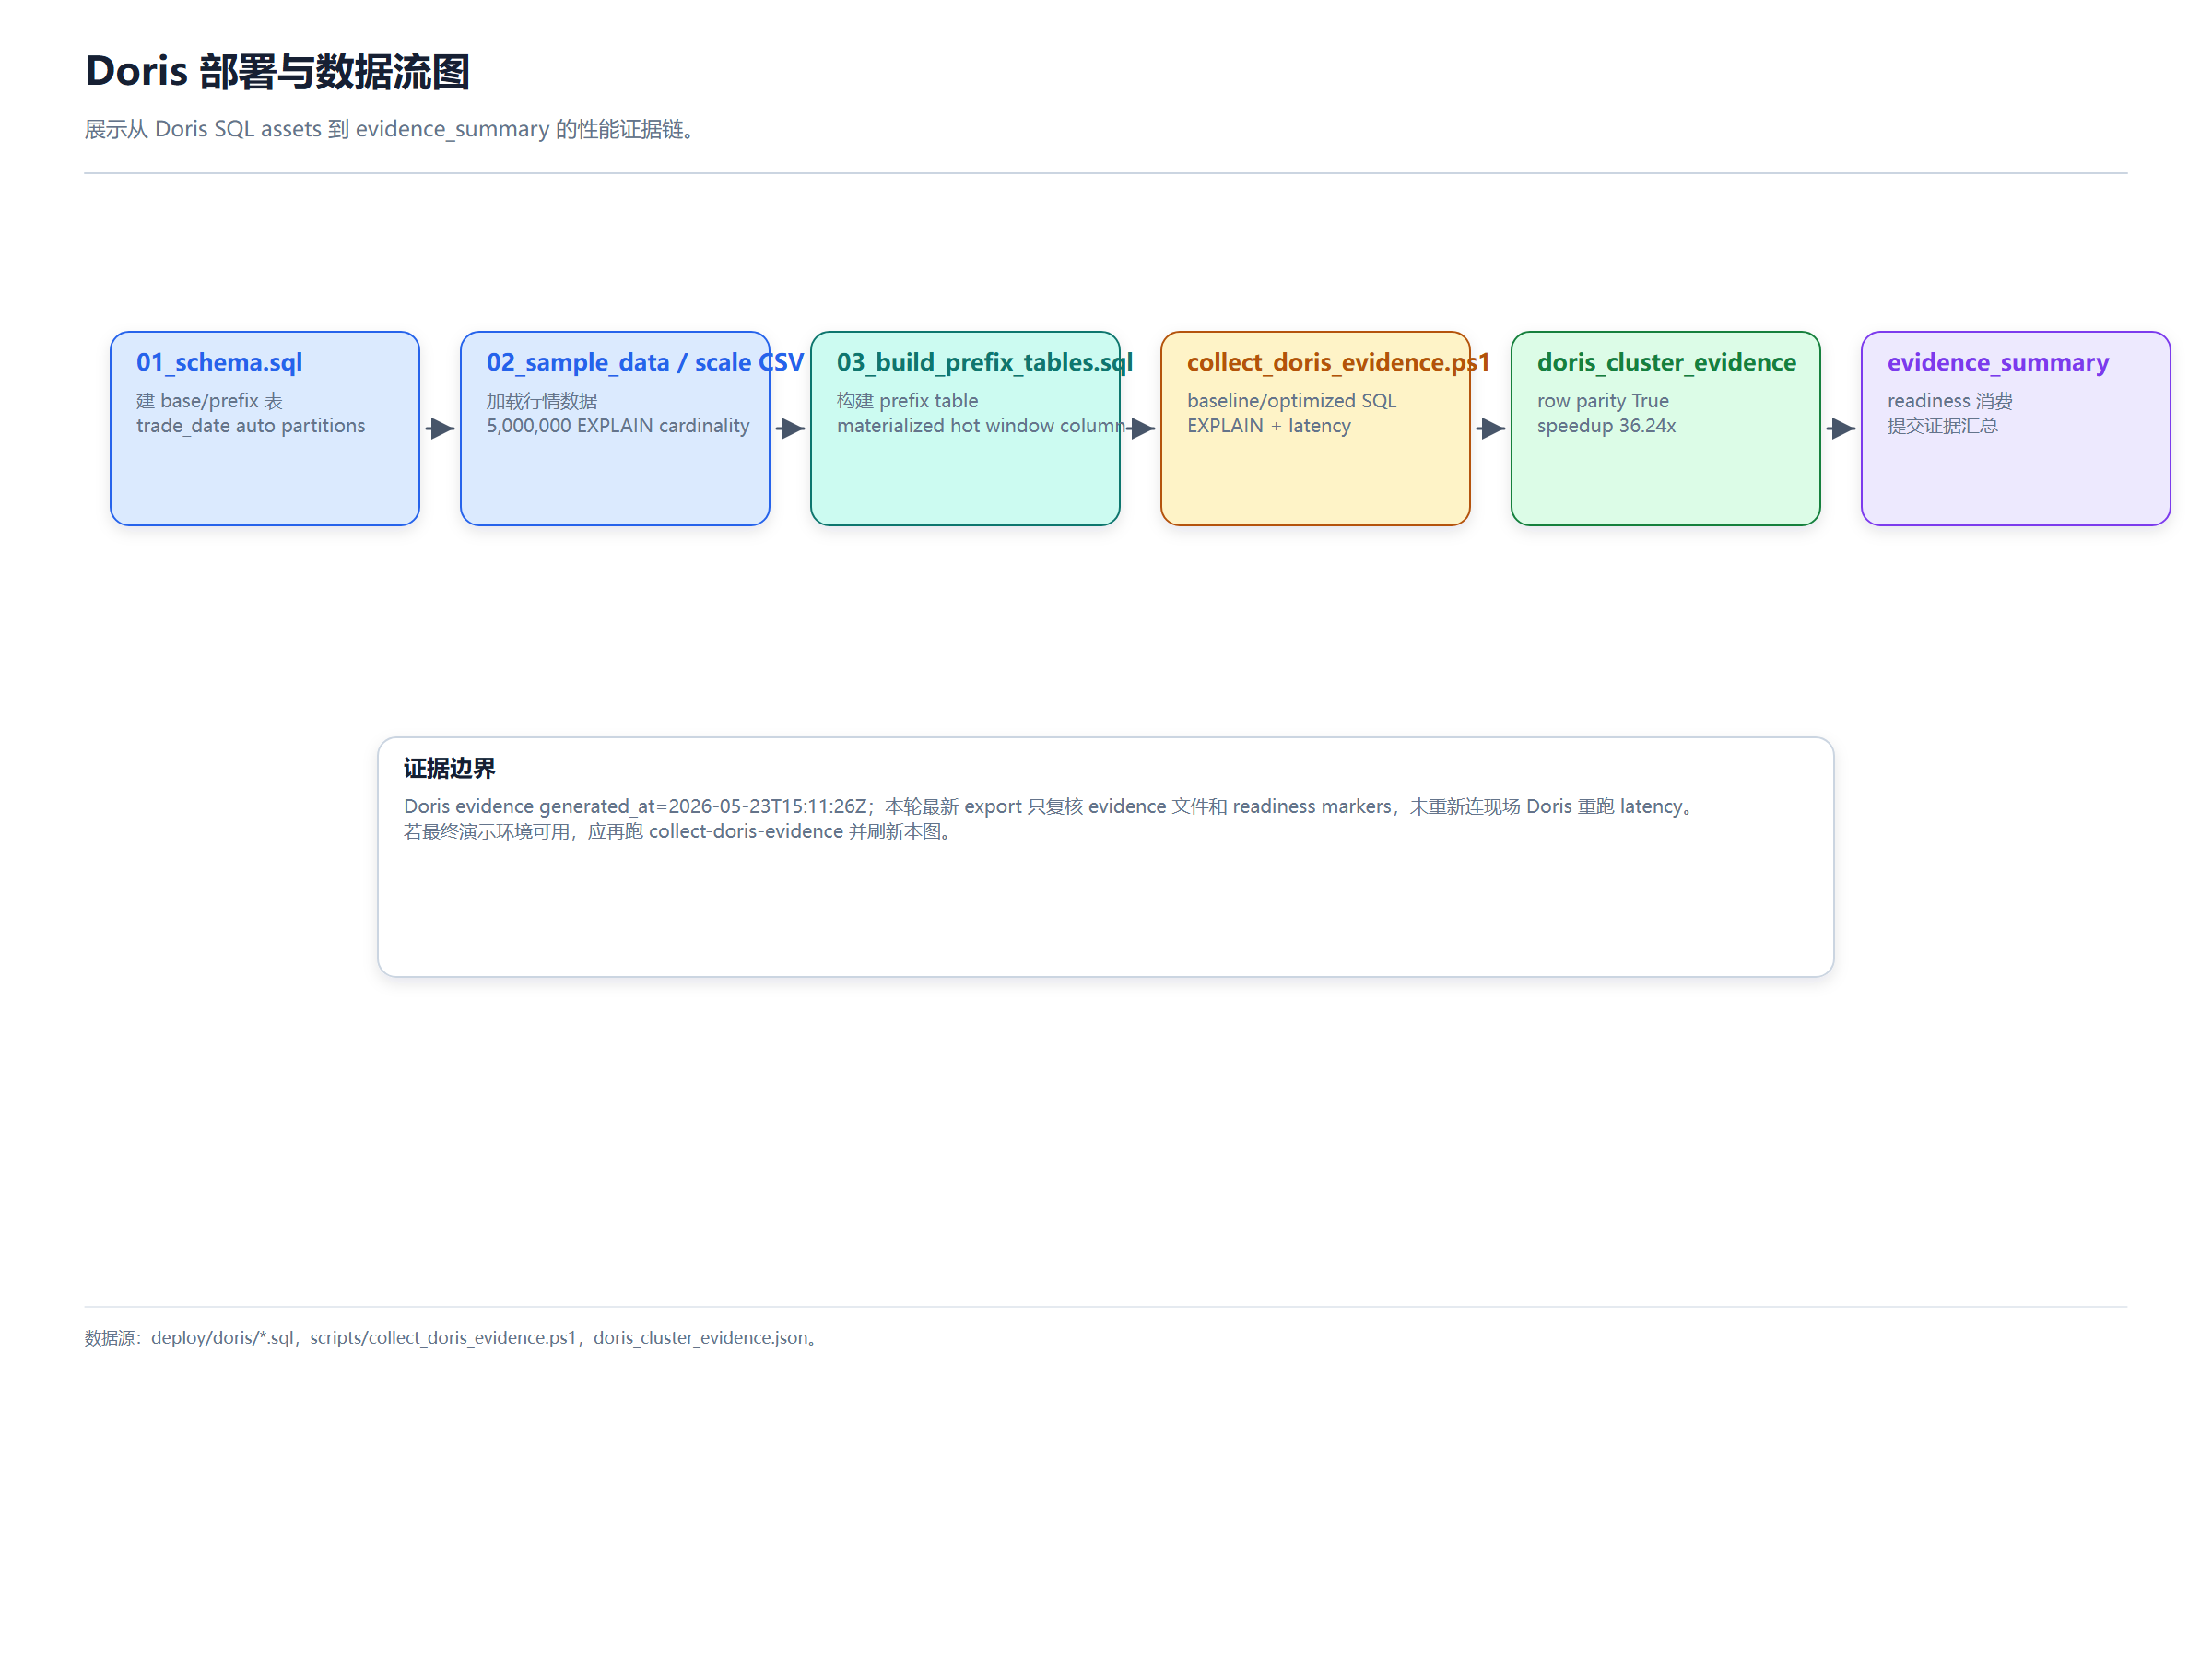 Doris 部署与数据流图
展示从 Doris SQL assets 到 evidence_summary 的性能证据链。
01_schema.sql
建 base/prefix 表
trade_date auto partitions
02_sample_data / scale CSV
加载行情数据
5,000,000 EXPLAIN cardinality
03_build_prefix_tables.sql
构建 prefix table
materialized hot window column
collect_doris_evidence.ps1
baseline/optimized SQL
EXPLAIN + latency
doris_cluster_evidence
row parity True
speedup 36.24x
evidence_summary
readiness 消费
提交证据汇总
证据边界
Doris evidence generated_at=2026-05-23T15:11:26Z；本轮最新 export 只复核 evidence 文件和 readiness markers，未重新连现场 Doris 重跑 latency。
若最终演示环境可用，应再跑 collect-doris-evidence 并刷新本图。
数据源：deploy/doris/*.sql，scripts/collect_doris_evidence.ps1，doris_cluster_evidence.json。